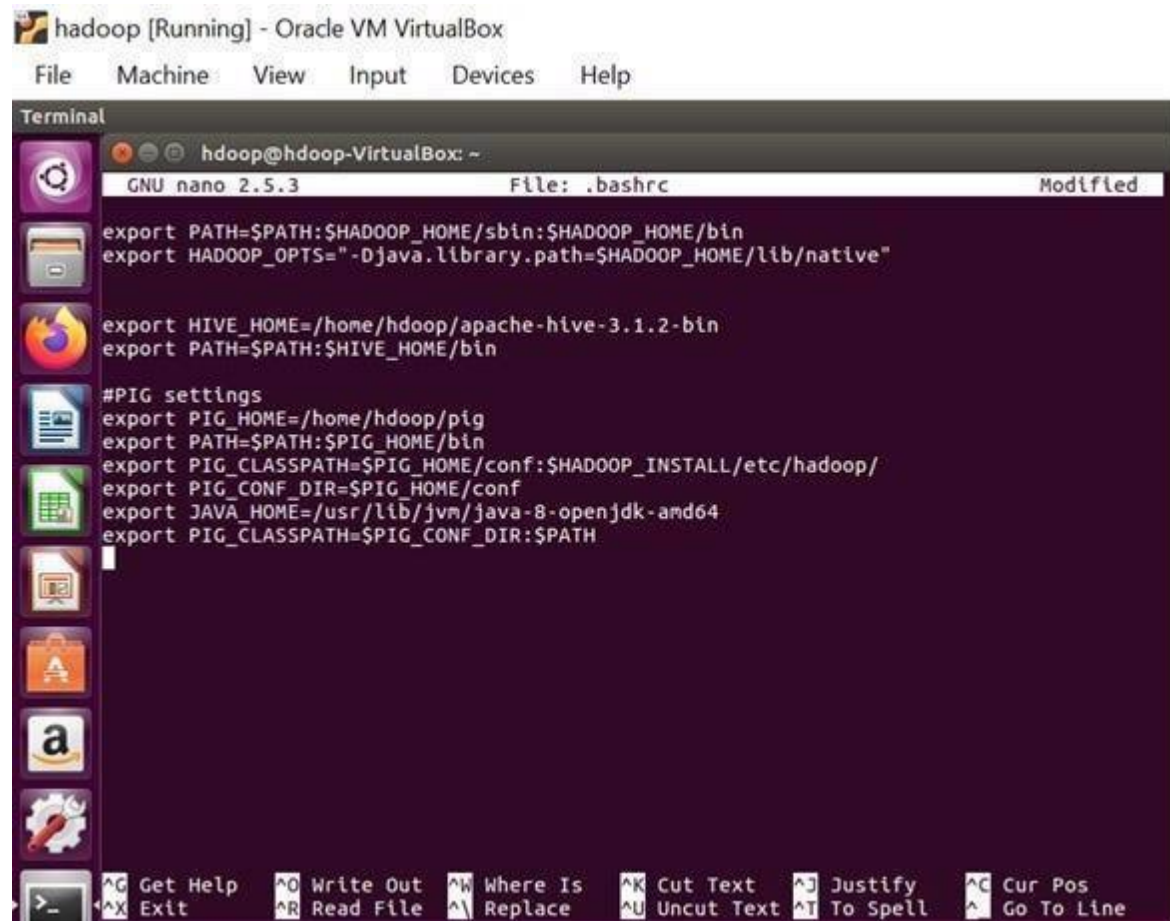 hadoop [Running] - Oracle VM VirtualBox
File Machine View Input Devices Help
Terminal
hdoop@hdoop-VirtualBox: ~
GNU nano 2.5.3 File: .bashrc Modified
export PATH=$PATH:$HADOOP_HOME/sbin:$HADOOP_HOME/bin
export HADOOP_OPTS="-Djava.library.path=$HADOOP_HOME/lib/native"
export HIVE_HOME=/home/hdoop/apache-hive-3.1.2-bin
export PATH=$PATH:$HIVE_HOME/bin
#PIG settings
export PIG_HOME=/home/hdoop/pig
export PATH=$PATH:$PIG_HOME/bin
export PIG_CLASSPATH=$PIG_HOME/conf:$HADOOP_INSTALL/etc/hadoop/
export PIG_CONF_DIR=$PIG_HOME/conf
export JAVA_HOME=/usr/lib/jvm/java-8-openjdk-amd64
export PIG_CLASSPATH=$PIG_CONF_DIR:$PATH
a
>_
^G Get Help ^O Write Out ^W Where Is ^K Cut Text ^J Justify ^C Cur Pos
^X Exit ^R Read File ^\ Replace ^U Uncut Text ^T To Spell ^_ Go To Line